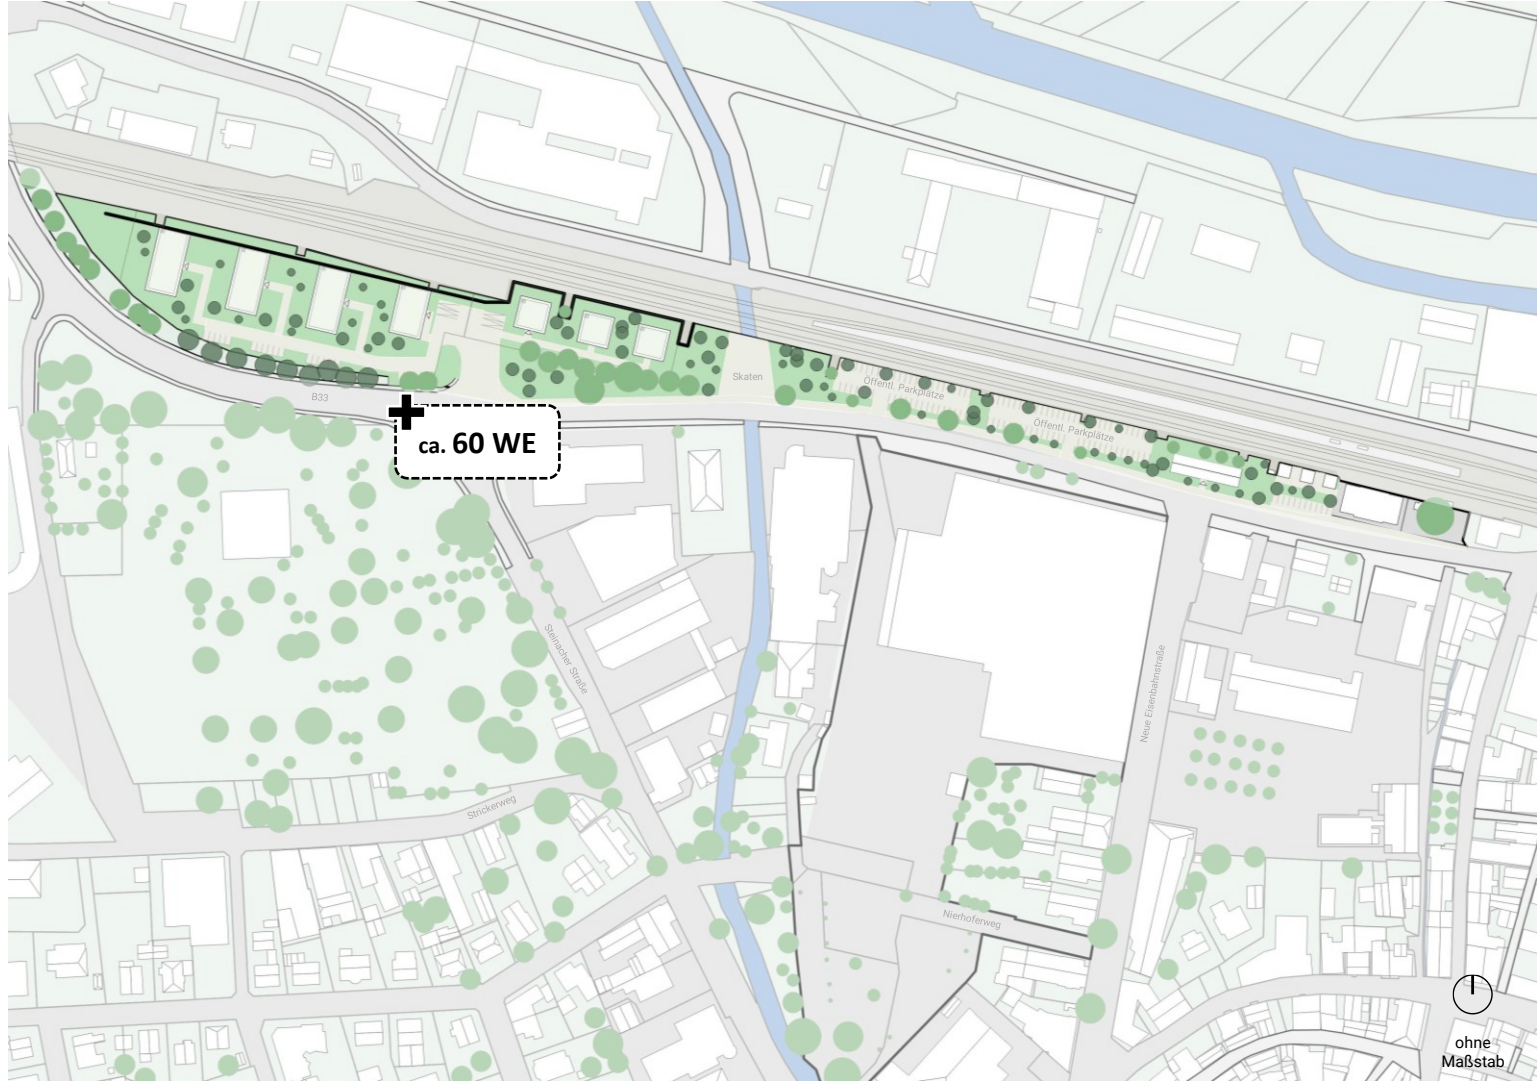 Skaten
Öffentl. Parkplätze
B33
Öffentl. Parkplätze
ca. 60 WE
Steinacher Straße
Neue Eisenbahnstraße
Strickerweg
Nierhoferweg
ohne
Maßstab